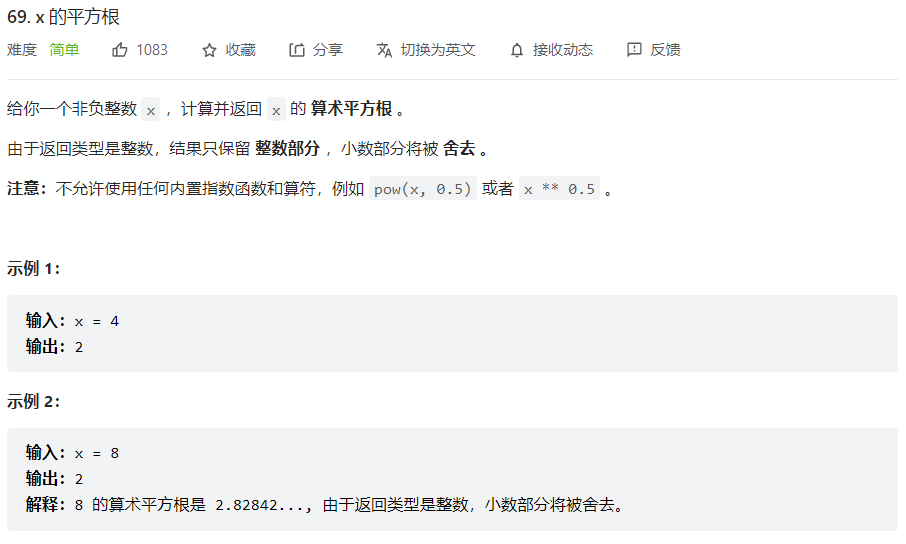 69. x 的平方根
难度 简单 1083 收藏 分享 切换为英文 接收动态 反馈
给你一个非负整数 x ，计算并返回 x 的 算术平方根 。
由于返回类型是整数，结果只保留 整数部分 ，小数部分将被 舍去 。
注意：不允许使用任何内置指数函数和算符，例如 pow(x, 0.5) 或者 x ** 0.5 。
示例 1：
输入：x = 4
输出：2
示例 2：
输入：x = 8
输出：2
解释：8 的算术平方根是 2.82842..., 由于返回类型是整数，小数部分将被舍去。